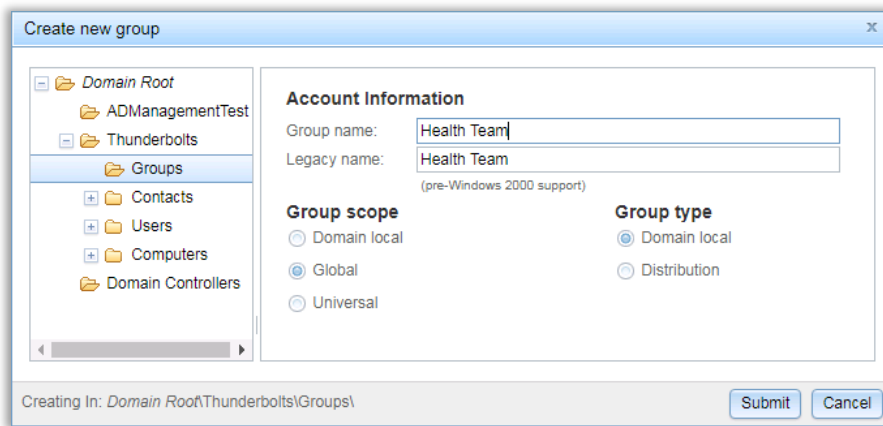 Create new group
x
Domain Root
ADManagementTest
Thunderbolts
Groups
Contacts
Users
Computers
Domain Controllers
Account Information
Group name: Health Team
Legacy name: Health Team
(pre-Windows 2000 support)
Group scope Group type
Domain local Domain local
Global Distribution
Universal
Creating In: Domain Root\Thunderbolts\Groups\ Submit Cancel